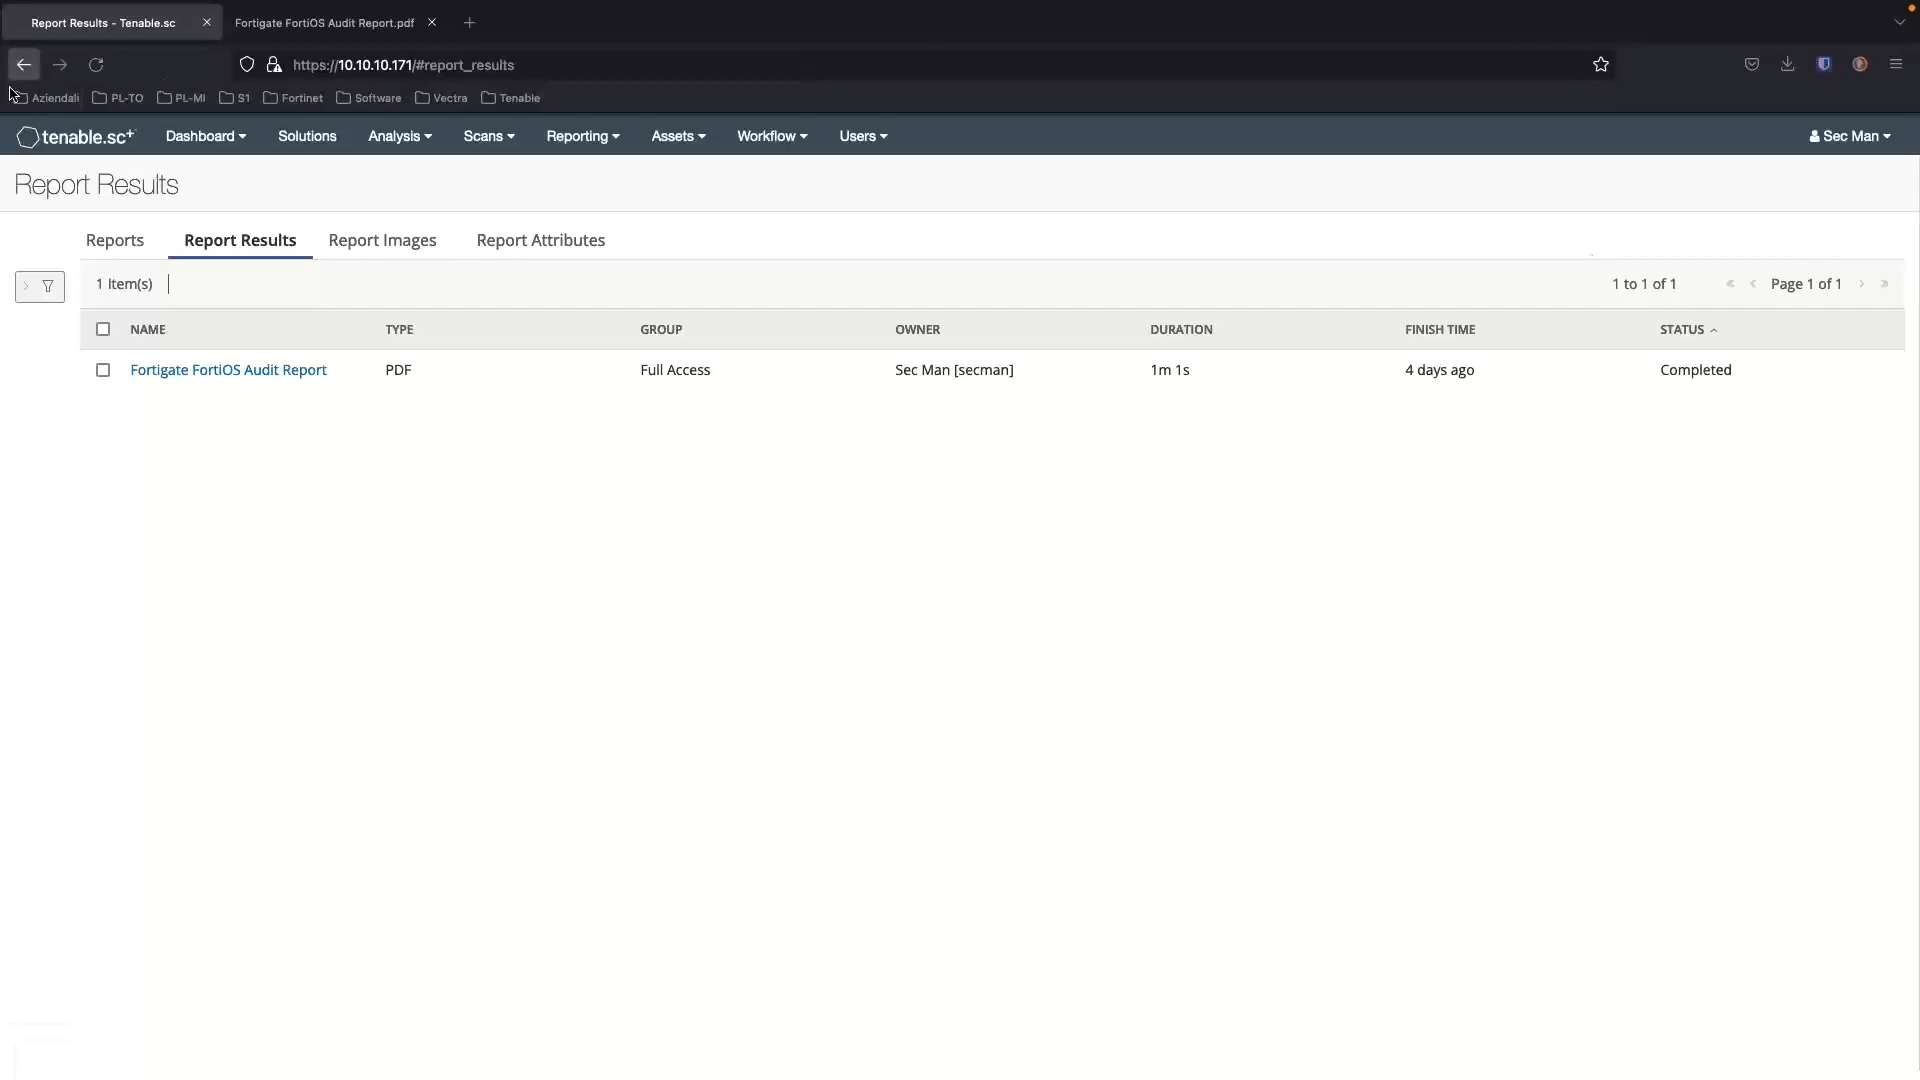 Report Results - Tenable.sc
Fortigate FortiOS Audit Report.pdf
https://10.10.10.171/#report_results
Aziendali PL-TO PL-MI S1 Fortinet Software Vectra Tenable
tenable.sc+ Dashboard Solutions Analysis Scans Reporting Assets Workflow Users Sec Man
Report Results
Reports Report Results Report Images Report Attributes
1 Item(s) 1 to 1 of 1 Page 1 of 1
NAME TYPE GROUP OWNER DURATION FINISH TIME STATUS
Fortigate FortiOS Audit Report PDF Full Access Sec Man [secman] 1m 1s 4 days ago Completed